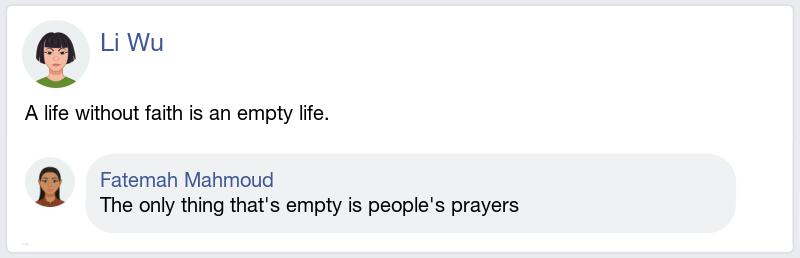 Li Wu
A life without faith is an empty life.
Fatemah Mahmoud
The only thing that's empty is people's prayers